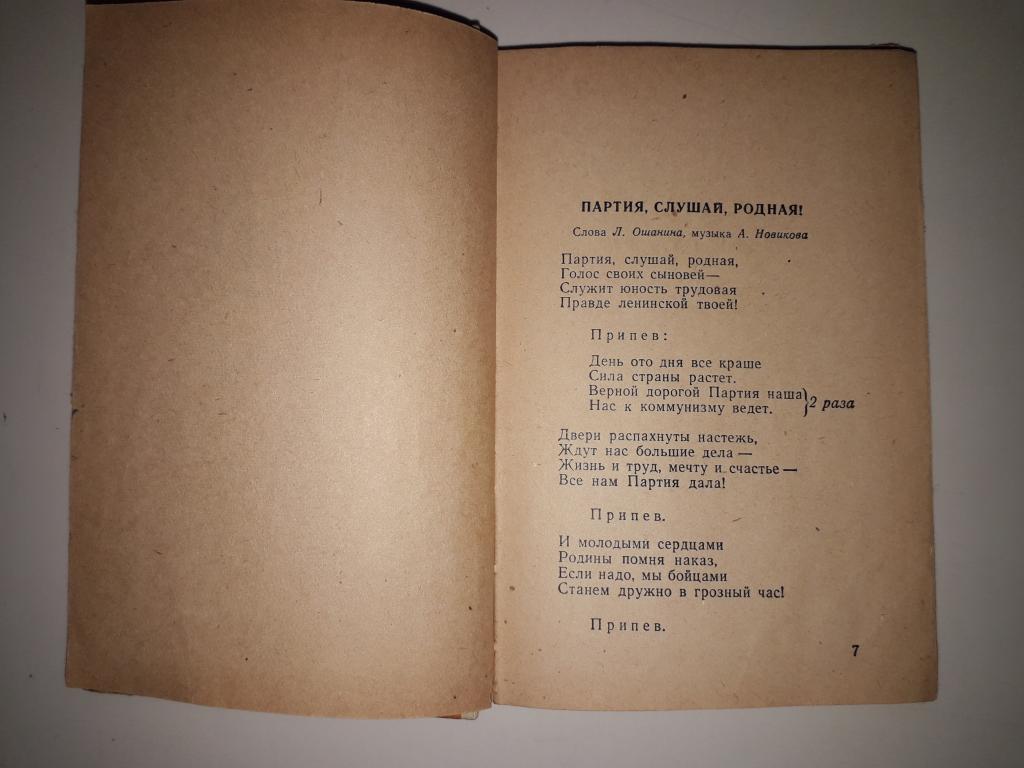 ПАРТИЯ, СЛУШАЙ, РОДНАЯ!
Слова Л. Ошанина, музыка А. Новикова
Партия, слушай, родная,
Голос своих сыновей—
Служит юность трудовая
Правде ленинской твоей!
Припев:
День ото дня все краше
Сила страны растет.
Верной дорогой Партия наша
Нас к коммунизму ведет.
} 2 раза
Двери распахнуты настежь,
Ждут нас большие дела —
Жизнь и труд, мечту и счастье —
Все нам Партия дала!
Припев.
И молодыми сердцами
Родины помня наказ,
Если надо, мы бойцами
Станем дружно в грозный час!
Припев.
7